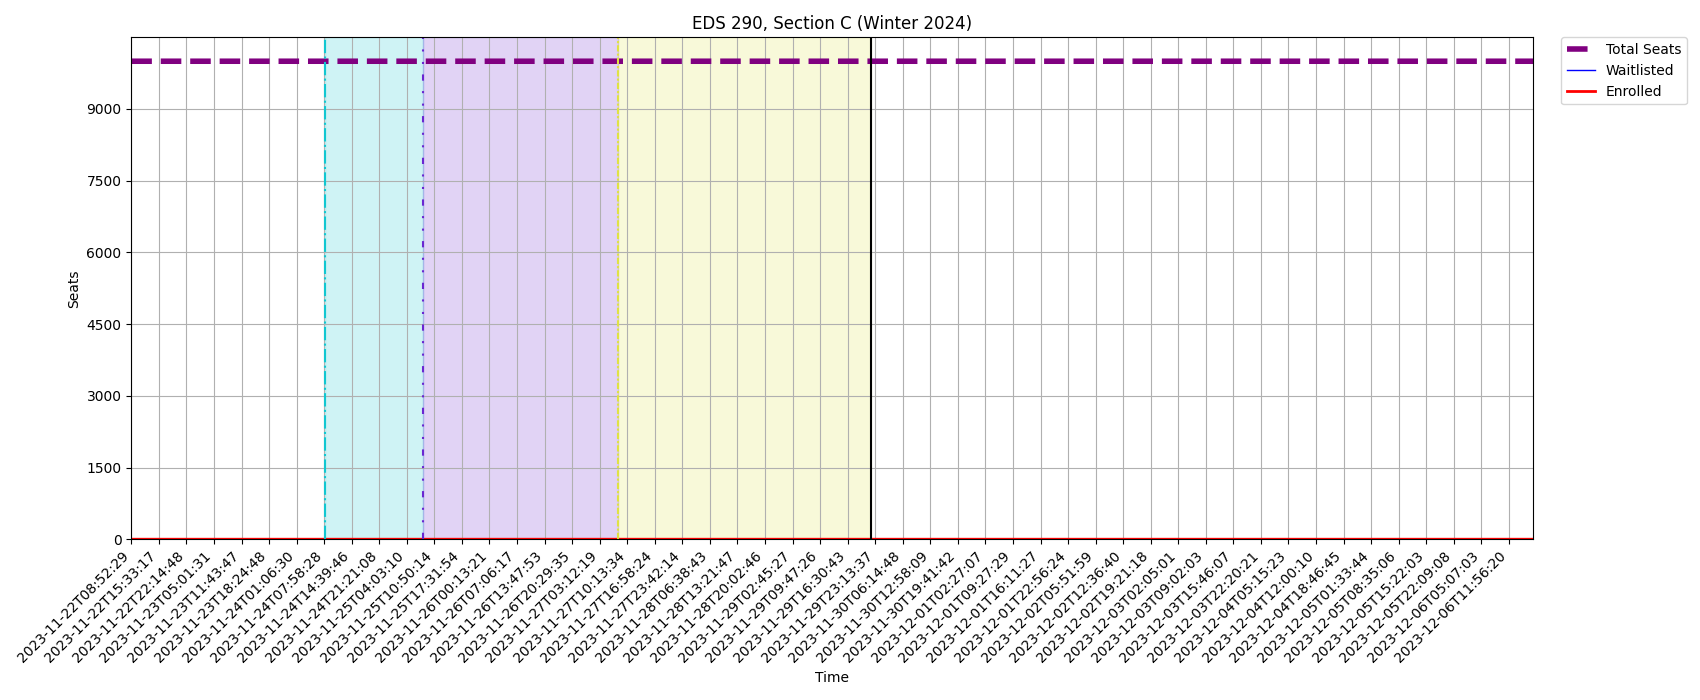 EDS 290, Section C (Winter 2024)
Total Seats
Waitlisted
Enrolled
Seats
9000
7500
6000
4500
3000
1500
0
2023-11-22T08:52:29
2023-11-22T15:33:17
2023-11-22T22:14:48
2023-11-23T05:01:31
2023-11-23T11:43:47
2023-11-23T18:24:48
2023-11-24T01:06:30
2023-11-24T07:58:28
2023-11-24T14:39:46
2023-11-24T21:21:08
2023-11-25T04:03:10
2023-11-25T10:50:14
2023-11-25T17:31:54
2023-11-26T00:13:21
2023-11-26T07:06:17
2023-11-26T13:47:53
2023-11-26T20:29:35
2023-11-27T03:12:19
2023-11-27T10:13:34
2023-11-27T16:58:24
2023-11-27T23:42:14
2023-11-28T06:38:43
2023-11-28T13:21:47
2023-11-28T20:02:46
2023-11-29T02:45:27
2023-11-29T09:47:26
2023-11-29T16:30:43
2023-11-29T23:13:37
2023-11-30T06:14:48
2023-11-30T12:58:09
2023-11-30T19:41:42
2023-12-01T02:27:07
2023-12-01T09:27:29
2023-12-01T16:11:27
2023-12-01T22:56:24
2023-12-02T05:51:59
2023-12-02T12:36:40
2023-12-02T19:21:18
2023-12-03T02:05:01
2023-12-03T09:02:03
2023-12-03T15:46:07
2023-12-03T22:20:21
2023-12-04T05:15:23
2023-12-04T12:00:10
2023-12-04T18:46:45
2023-12-05T01:33:44
2023-12-05T08:35:06
2023-12-05T15:22:03
2023-12-05T22:09:08
2023-12-06T05:07:03
2023-12-06T11:56:20
Time